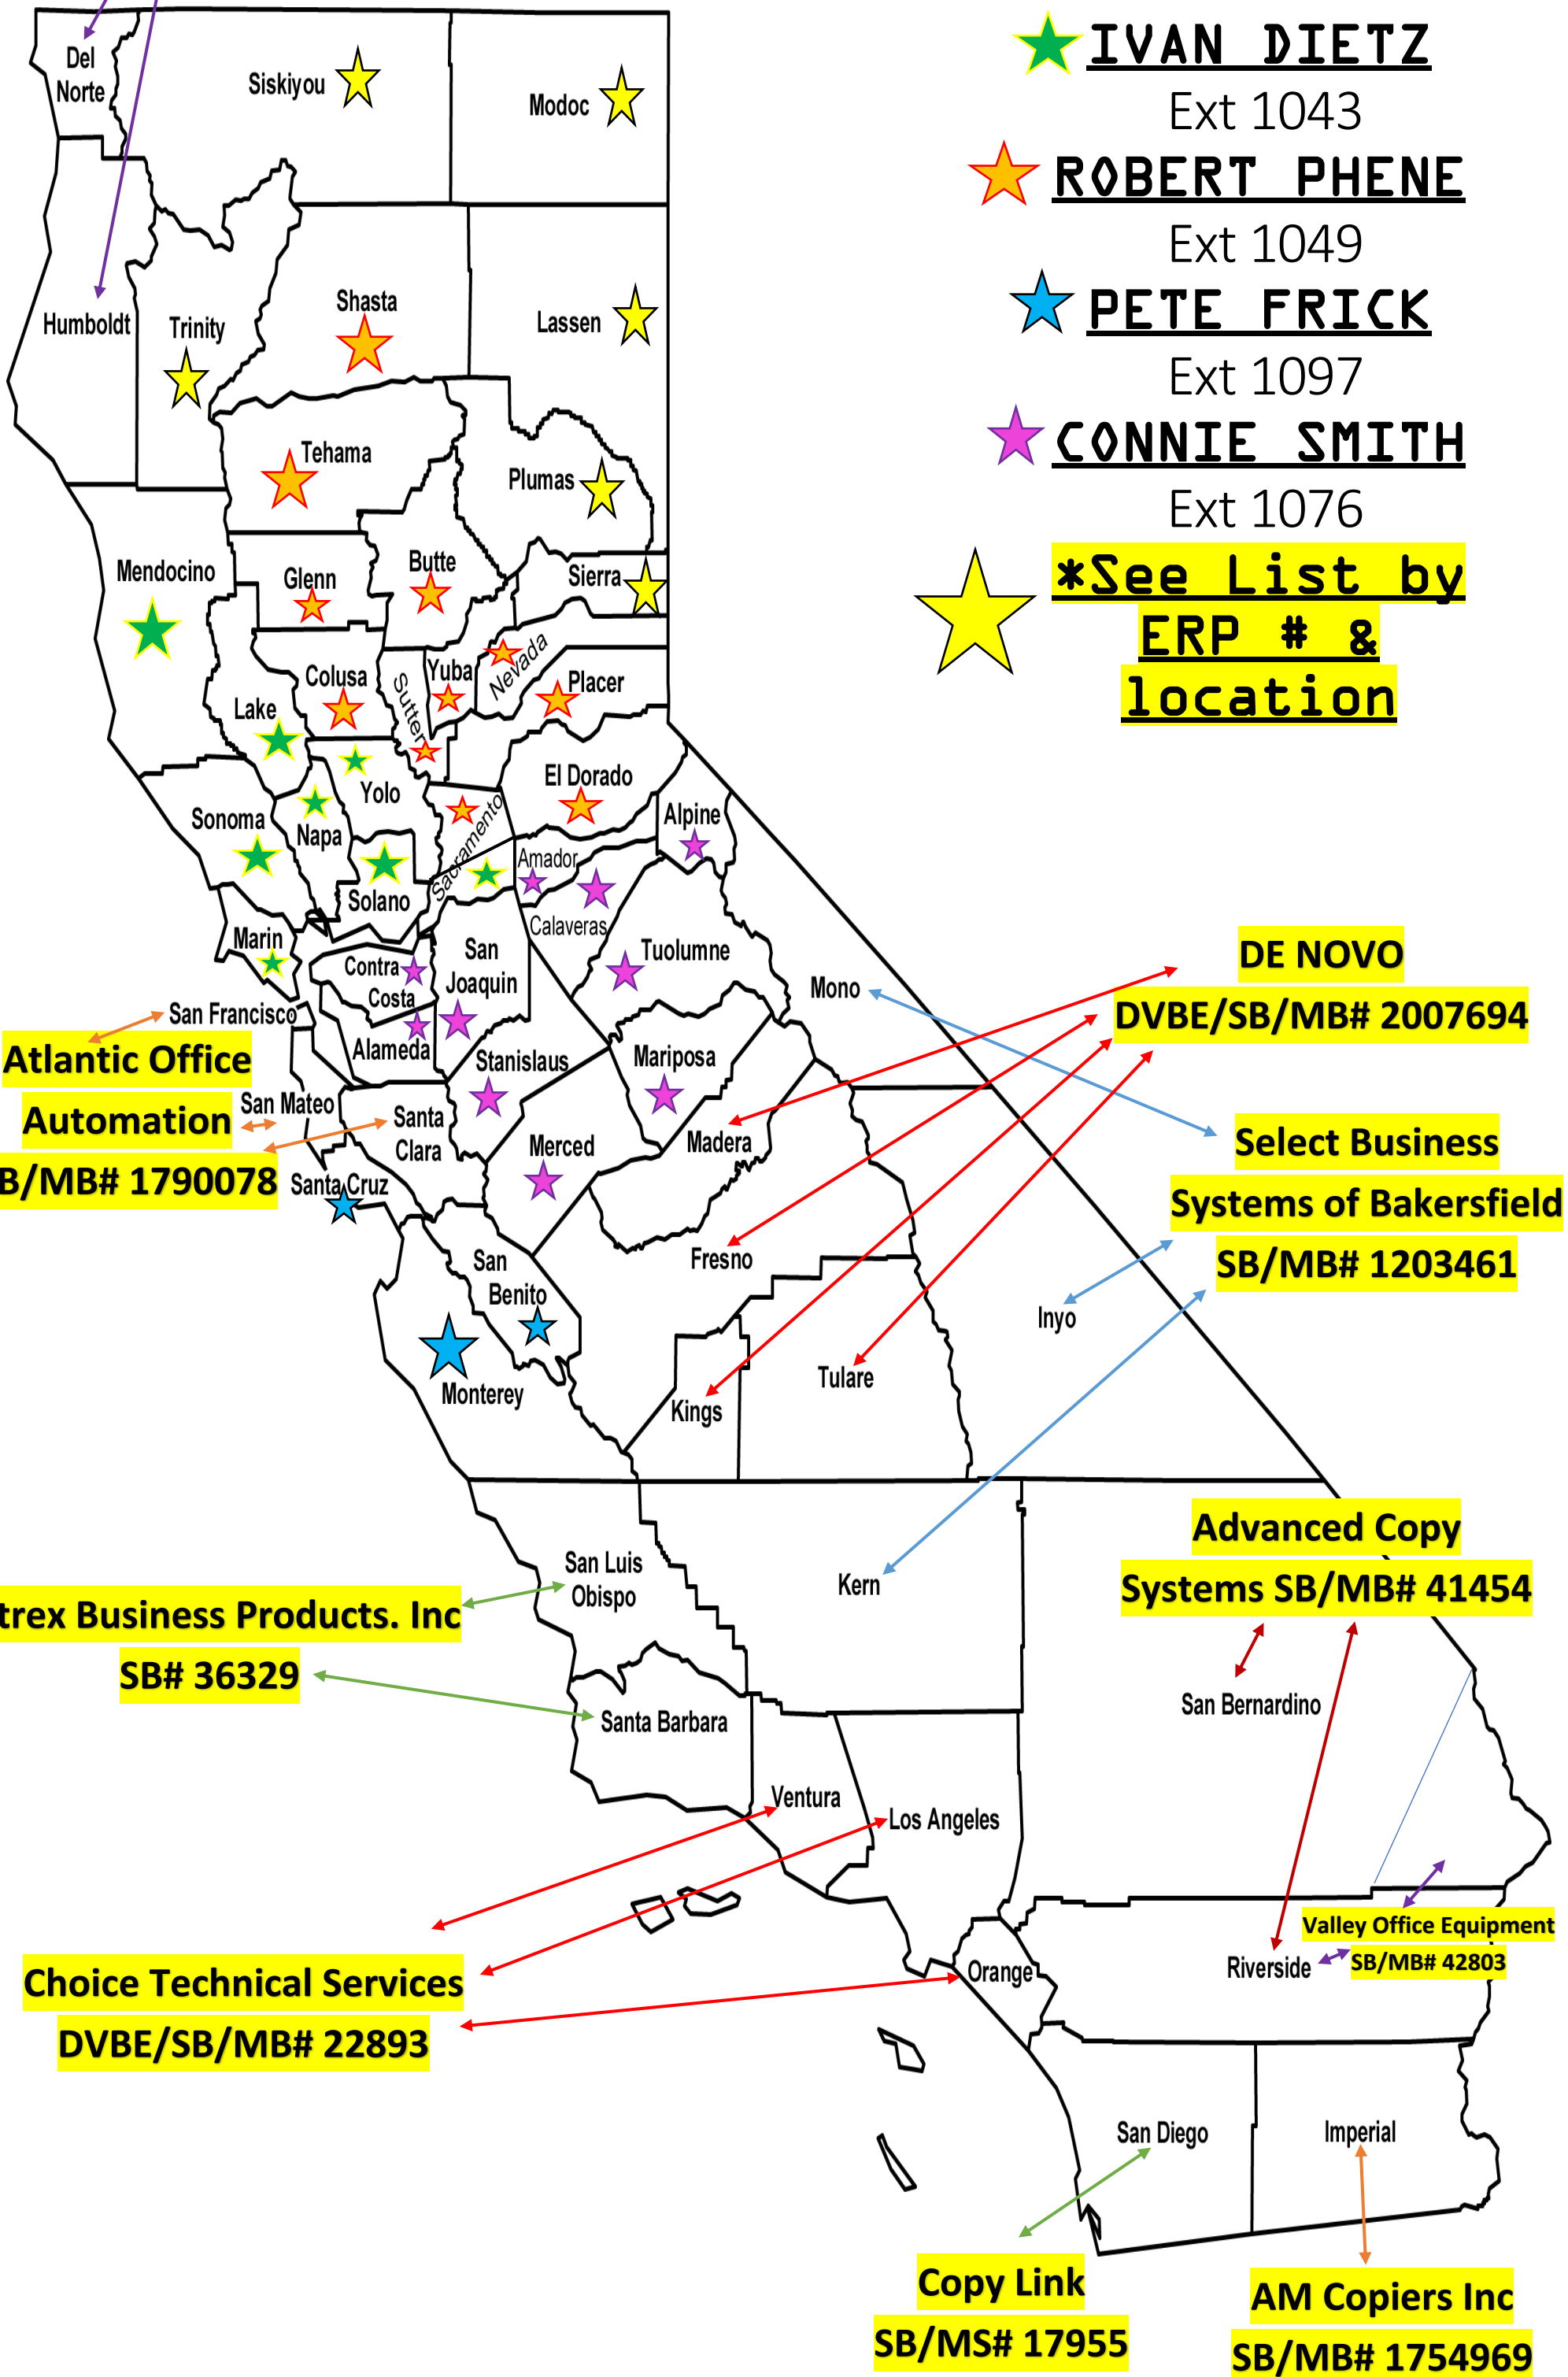 IVAN DIETZ
Ext 1043
ROBERT PHENE
Ext 1049
PETE FRICK
Ext 1097
CONNIE SMITH
Ext 1076
*See List by
ERP # &
location
Del
Norte
Siskiyou
Modoc
Humboldt
Trinity
Shasta
Lassen
Tehama
Plumas
Mendocino
Glenn
Butte
Sierra
Lake
Colusa
Sutter
Yuba
Nevada
Placer
Sonoma
Napa
Yolo
El Dorado
Sacramento
Alpine
Solano
Amador
Calaveras
Marin
Contra
Costa
San
Joaquin
Tuolumne
Mono
San Francisco
Alameda
Stanislaus
Mariposa
San Mateo
Santa
Clara
Merced
Madera
Santa Cruz
San
Benito
Fresno
Inyo
Monterey
Kings
Tulare
San Luis
Obispo
Kern
San Bernardino
Santa Barbara
Ventura
Los Angeles
Orange
Riverside
San Diego
Imperial
DE NOVO
DVBE/SB/MB# 2007694
Atlantic Office
Automation
B/MB# 1790078
Select Business
Systems of Bakersfield
SB/MB# 1203461
Advanced Copy
Systems SB/MB# 41454
trex Business Products. Inc
SB# 36329
Valley Office Equipment
SB/MB# 42803
Choice Technical Services
DVBE/SB/MB# 22893
Copy Link
SB/MS# 17955
AM Copiers Inc
SB/MB# 1754969